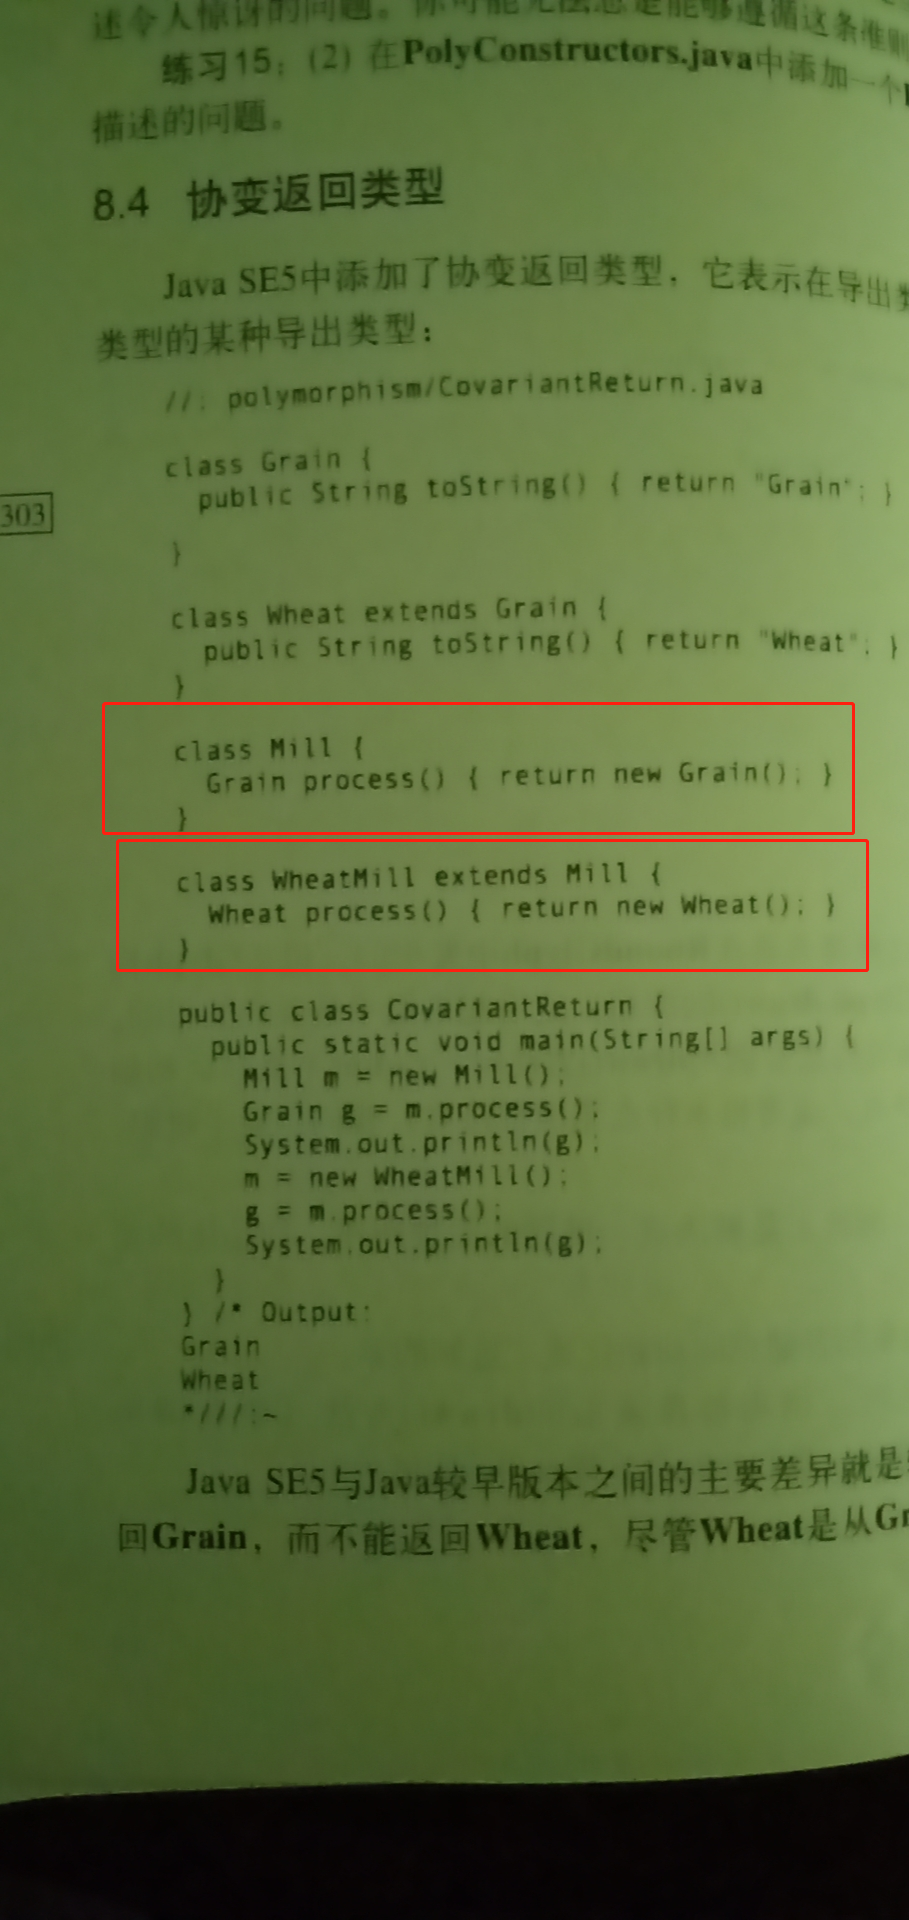 述令人惊讶的问题。你可能无法总是能够遵循这条准则
练习15：(2) 在PolyConstructors.java中添加一个
描述的问题。
8.4 协变返回类型
Java SE5中添加了协变返回类型，它表示在导出类
类型的某种导出类型：
//: polymorphism/CovariantReturn.java
class Grain {
public String toString() { return "Grain"; }
303
}
class Wheat extends Grain {
public String toString() { return "Wheat"; }
}
class Mill {
Grain process() { return new Grain(); }
}
class WheatMill extends Mill {
Wheat process() { return new Wheat(); }
}
public class CovariantReturn {
public static void main(String[] args) {
Mill m = new Mill();
Grain g = m.process();
System.out.println(g);
m = new WheatMill();
g = m.process();
System.out.println(g);
}
} /* Output:
Grain
Wheat
*///:~
Java SE5与Java较早版本之间的主要差异就是
回Grain，而不能返回Wheat，尽管Wheat是从Gr